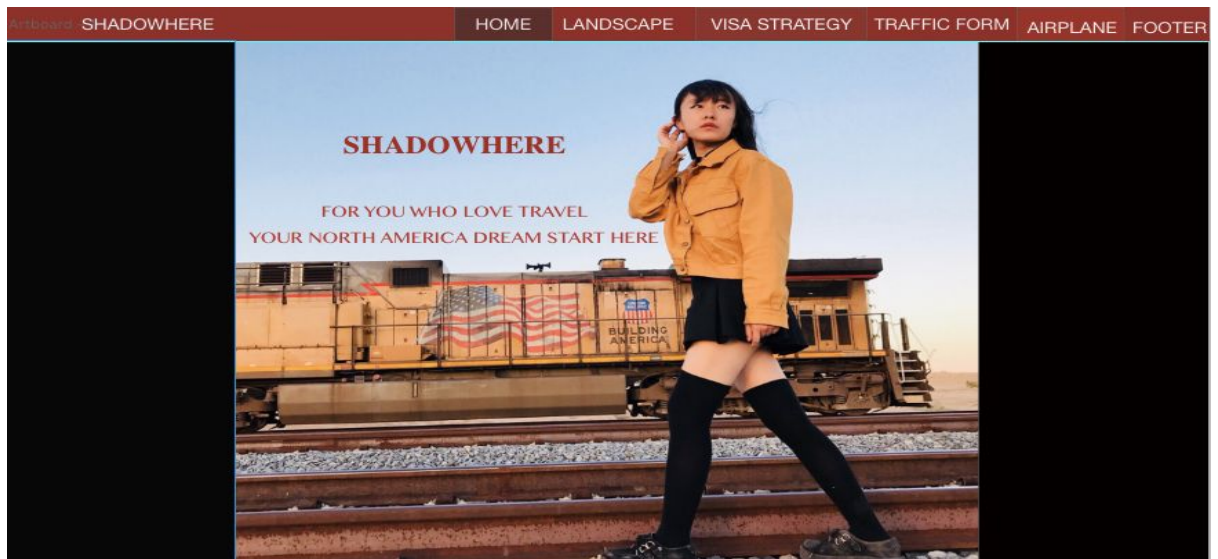 Artboard SHADOWHERE HOME LANDSCAPE VISA STRATEGY TRAFFIC FORM AIRPLANE FOOTER
SHADOWHERE
FOR YOU WHO LOVE TRAVEL
YOUR NORTH AMERICA DREAM START HERE
BUILDING
AMERICA